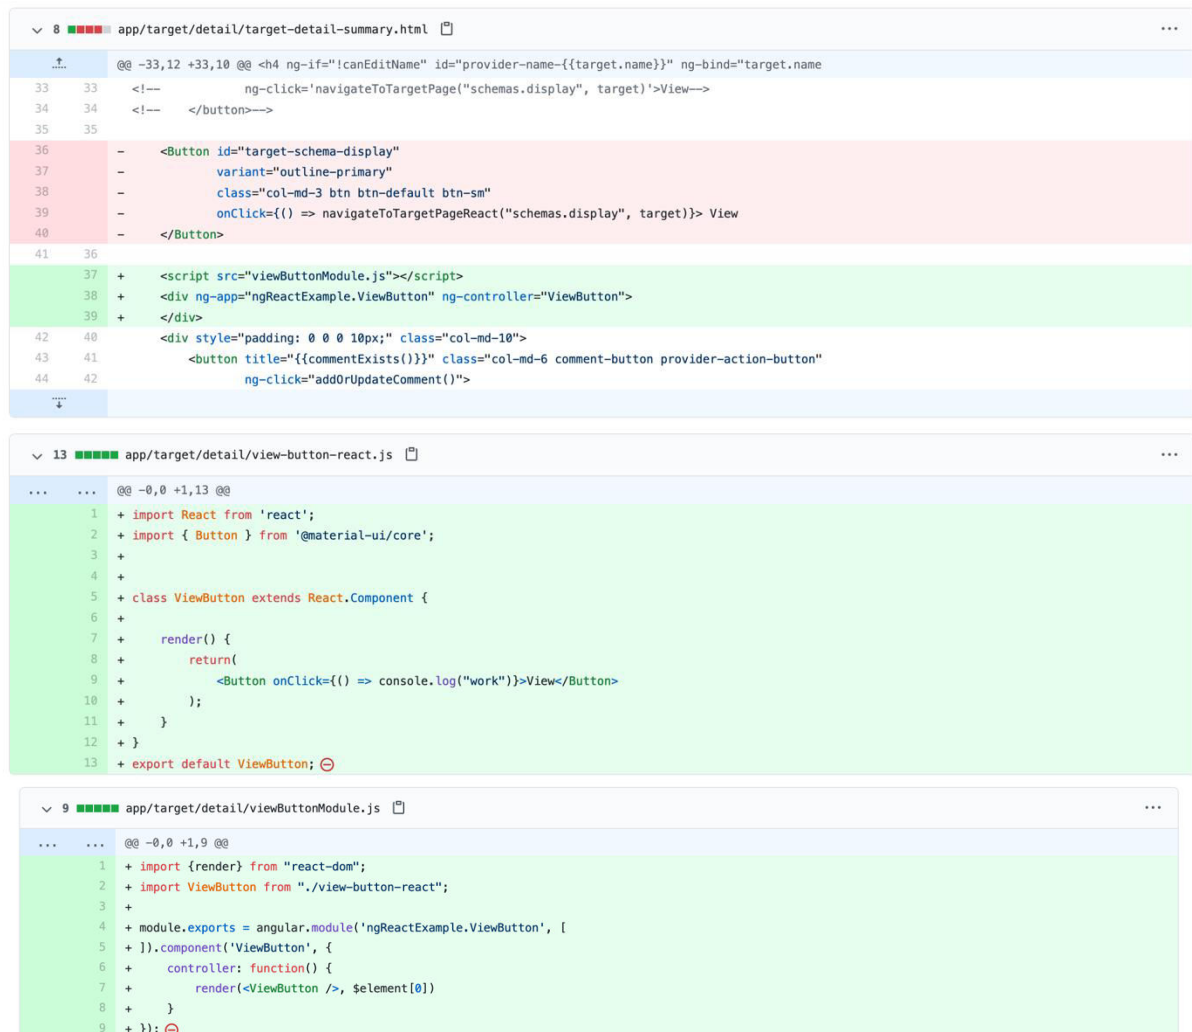 8 app/target/detail/target-detail-summary.html
@@ -33,12 +33,10 @@ <h4 ng-if="!canEditName" id="provider-name-{{target.name}}" ng-bind="target.name
33 33 <!--            ng-click='navigateToTargetPage("schemas.display", target)'>View-->
34 34 <!--    </button>-->
35 35
36 -     <Button id="target-schema-display"
37 -             variant="outline-primary"
38 -             class="col-md-3 btn btn-default btn-sm"
39 -             onClick={() => navigateToTargetPageReact("schemas.display", target)}> View
40 -     </Button>
41 36
37 +     <script src="viewButtonModule.js"></script>
38 +     <div ng-app="ngReactExample.ViewButton" ng-controller="ViewButton">
39 +     </div>
42 40       <div style="padding: 0 0 0 10px;" class="col-md-10">
43 41           <button title="{{commentExists()}}" class="col-md-6 comment-button provider-action-button"
44 42                   ng-click="addOrUpdateComment()">
13 app/target/detail/view-button-react.js
... ... @@ -0,0 +1,13 @@
1 + import React from 'react';
2 + import { Button } from '@material-ui/core';
3 +
4 +
5 + class ViewButton extends React.Component {
6 +
7 +     render() {
8 +         return(
9 +             <Button onClick={() => console.log("work")}>View</Button>
10 +         );
11 +     }
12 + }
13 + export default ViewButton;
9 app/target/detail/viewButtonModule.js
... ... @@ -0,0 +1,9 @@
1 + import {render} from "react-dom";
2 + import ViewButton from "./view-button-react";
3 +
4 + module.exports = angular.module('ngReactExample.ViewButton', [
5 + ]).component('ViewButton', {
6 +     controller: function() {
7 +         render(<ViewButton />, $element[0])
8 +     }
9 + });